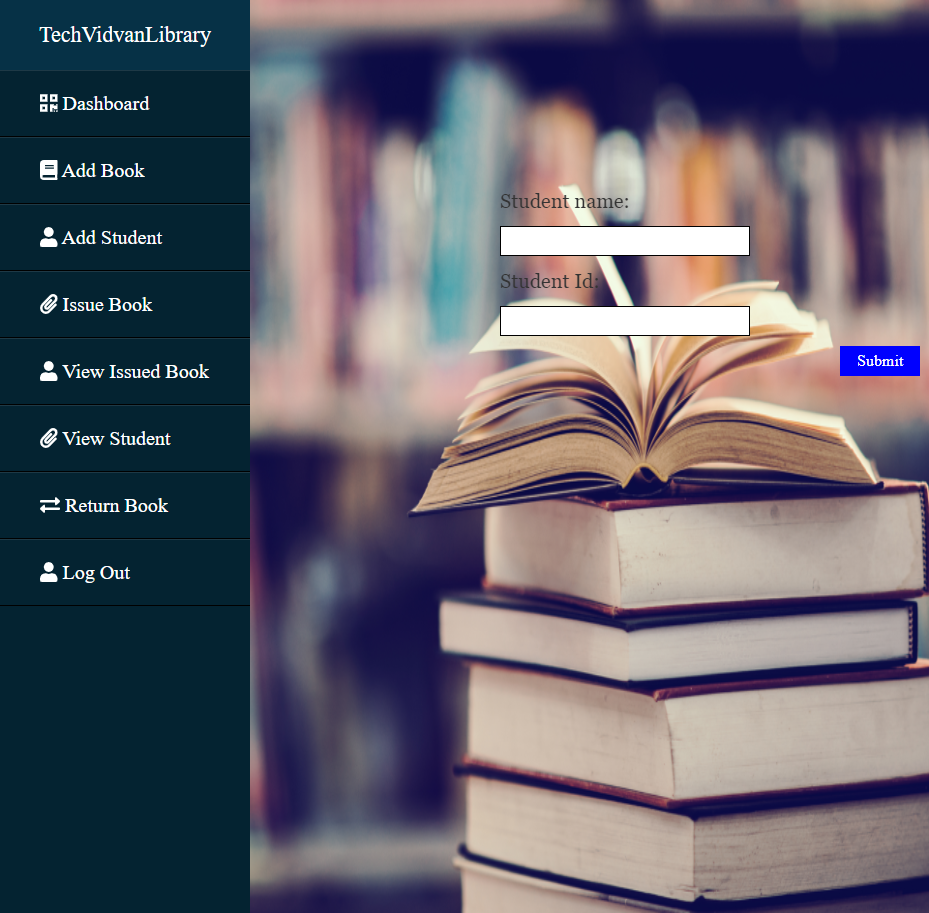 TechVidvanLibrary
Dashboard
Add Book
Add Student
Issue Book
View Issued Book
View Student
Return Book
Log Out
Student name:
Student Id:
Submit